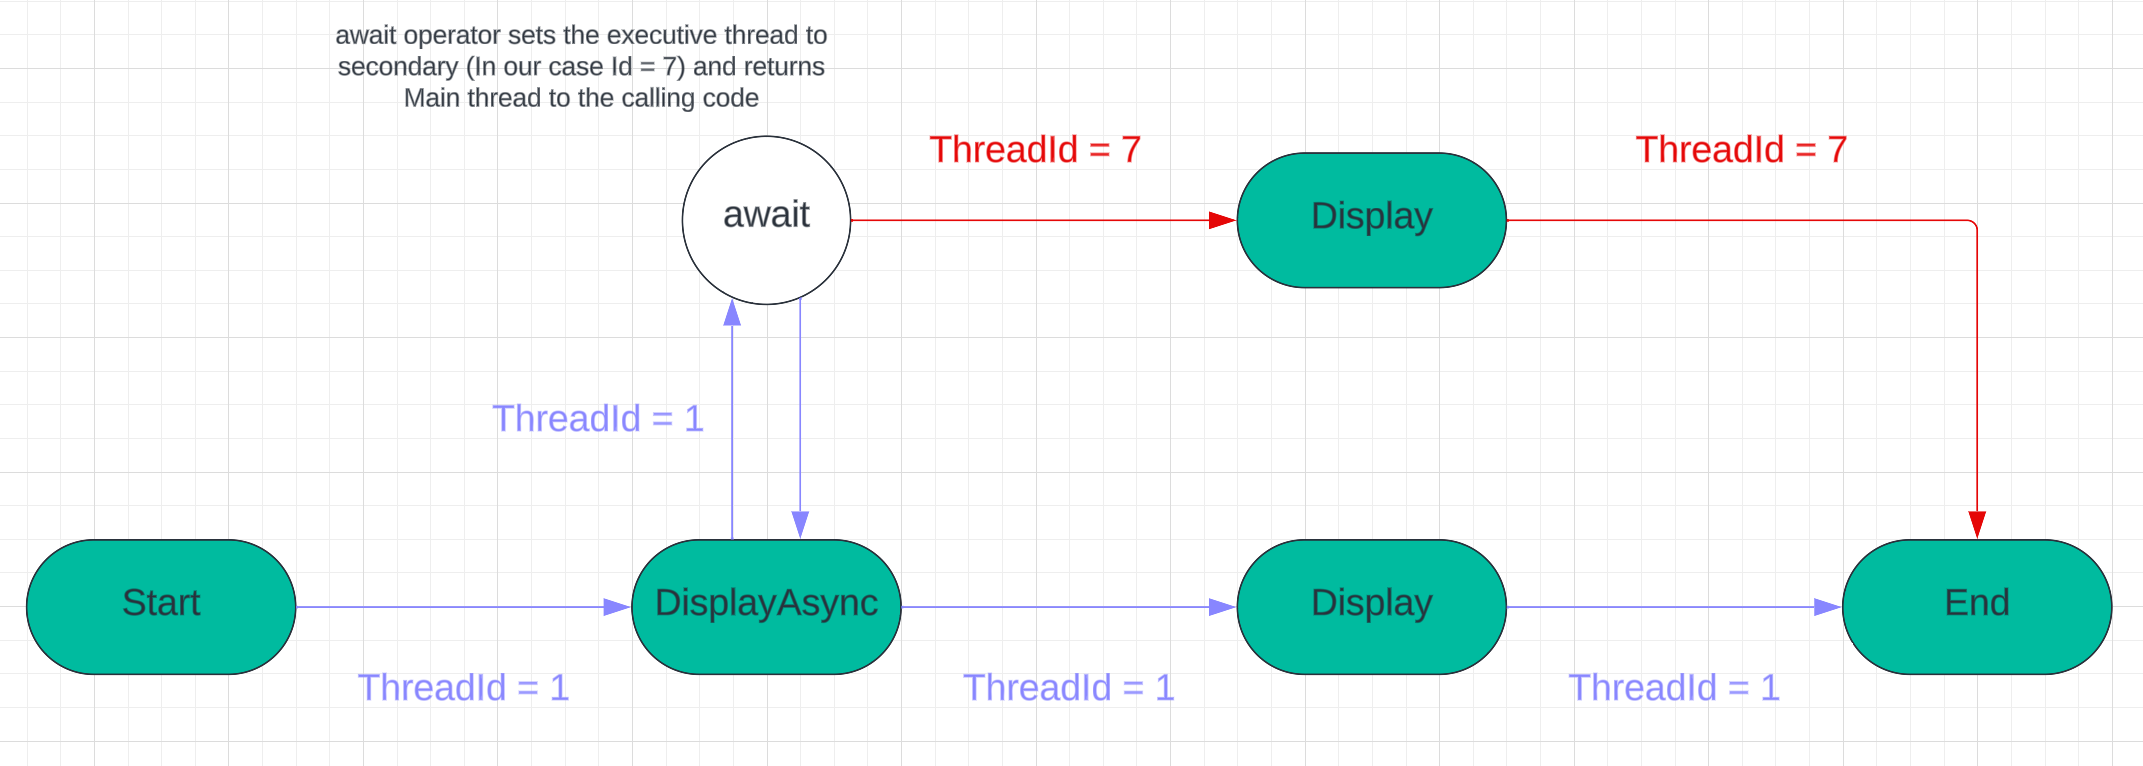 await operator sets the executive thread to
secondary (In our case Id = 7) and returns
Main thread to the calling code
ThreadId = 7
ThreadId = 7
await
Display
ThreadId = 1
Start
DisplayAsync
Display
End
ThreadId = 1
ThreadId = 1
ThreadId = 1